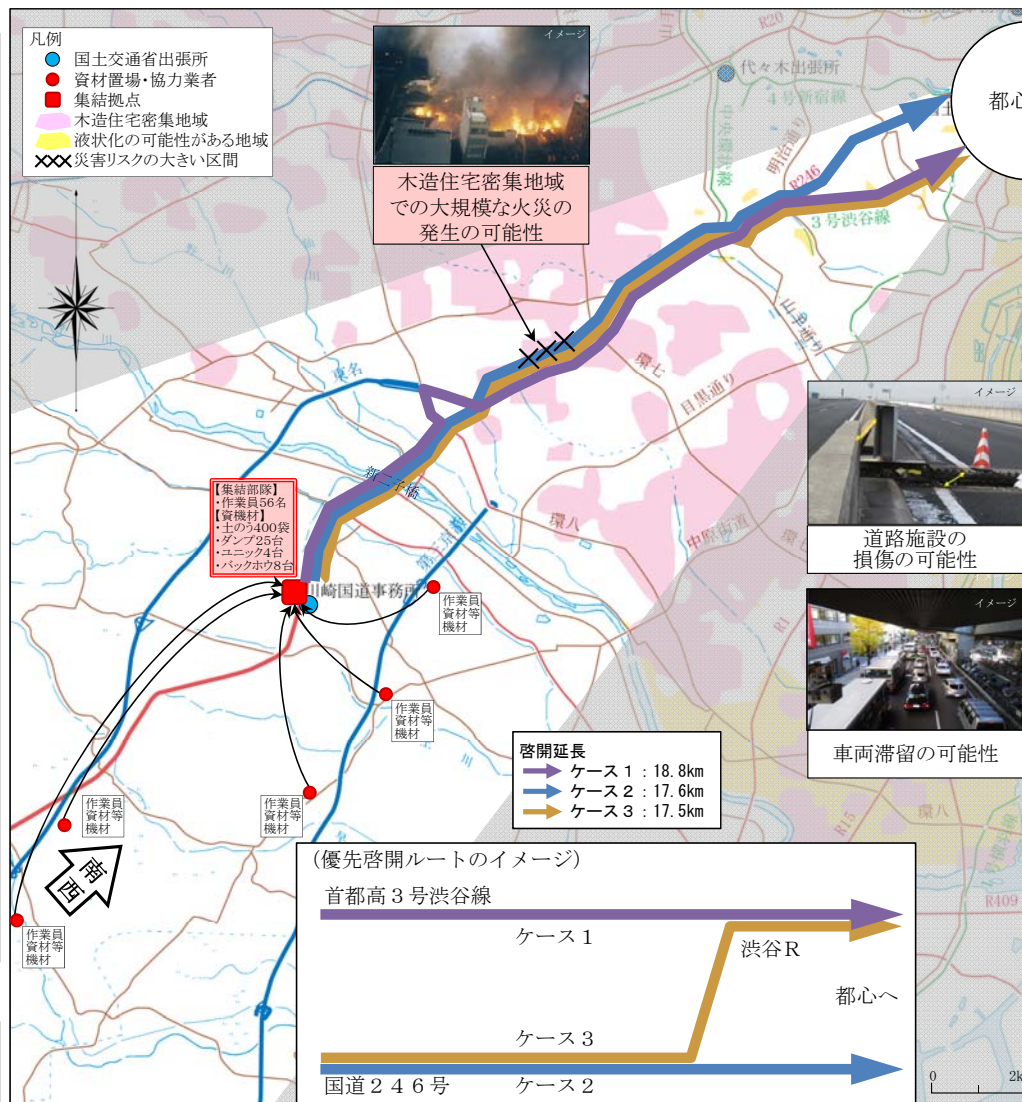 凡例
国土交通省出張所
資材置場・協力業者
集結拠点
木造住宅密集地域
液状化の可能性がある地域
災害リスクの大きい区間
イメージ
木造住宅密集地域
での大規模な火災の
発生の可能性
R20
代々木出張所
4号新宿線
中央環状線
明治通り
R246
3号渋谷線
都心
山手通り
環七
目黒通り
東名
新二子橋
環八
中原街道
【集結部隊】
・作業員56名
【資機材】
・土のう400袋
・ダンプ25台
・ユニック4台
・バックホウ8台
川崎国道事務所
作業員
資材等
機材
作業員
資材等
機材
作業員
資材等
機材
作業員
資材等
機材
作業員
資材等
機材
南西
イメージ
道路施設の
損傷の可能性
R1
イメージ
車両滞留の可能性
環八
R15
R409
啓開延長
ケース1：18.8km
ケース2：17.6km
ケース3：17.5km
（優先啓開ルートのイメージ）
首都高3号渋谷線
ケース1
渋谷R
都心へ
ケース3
国道246号
ケース2
0 2k